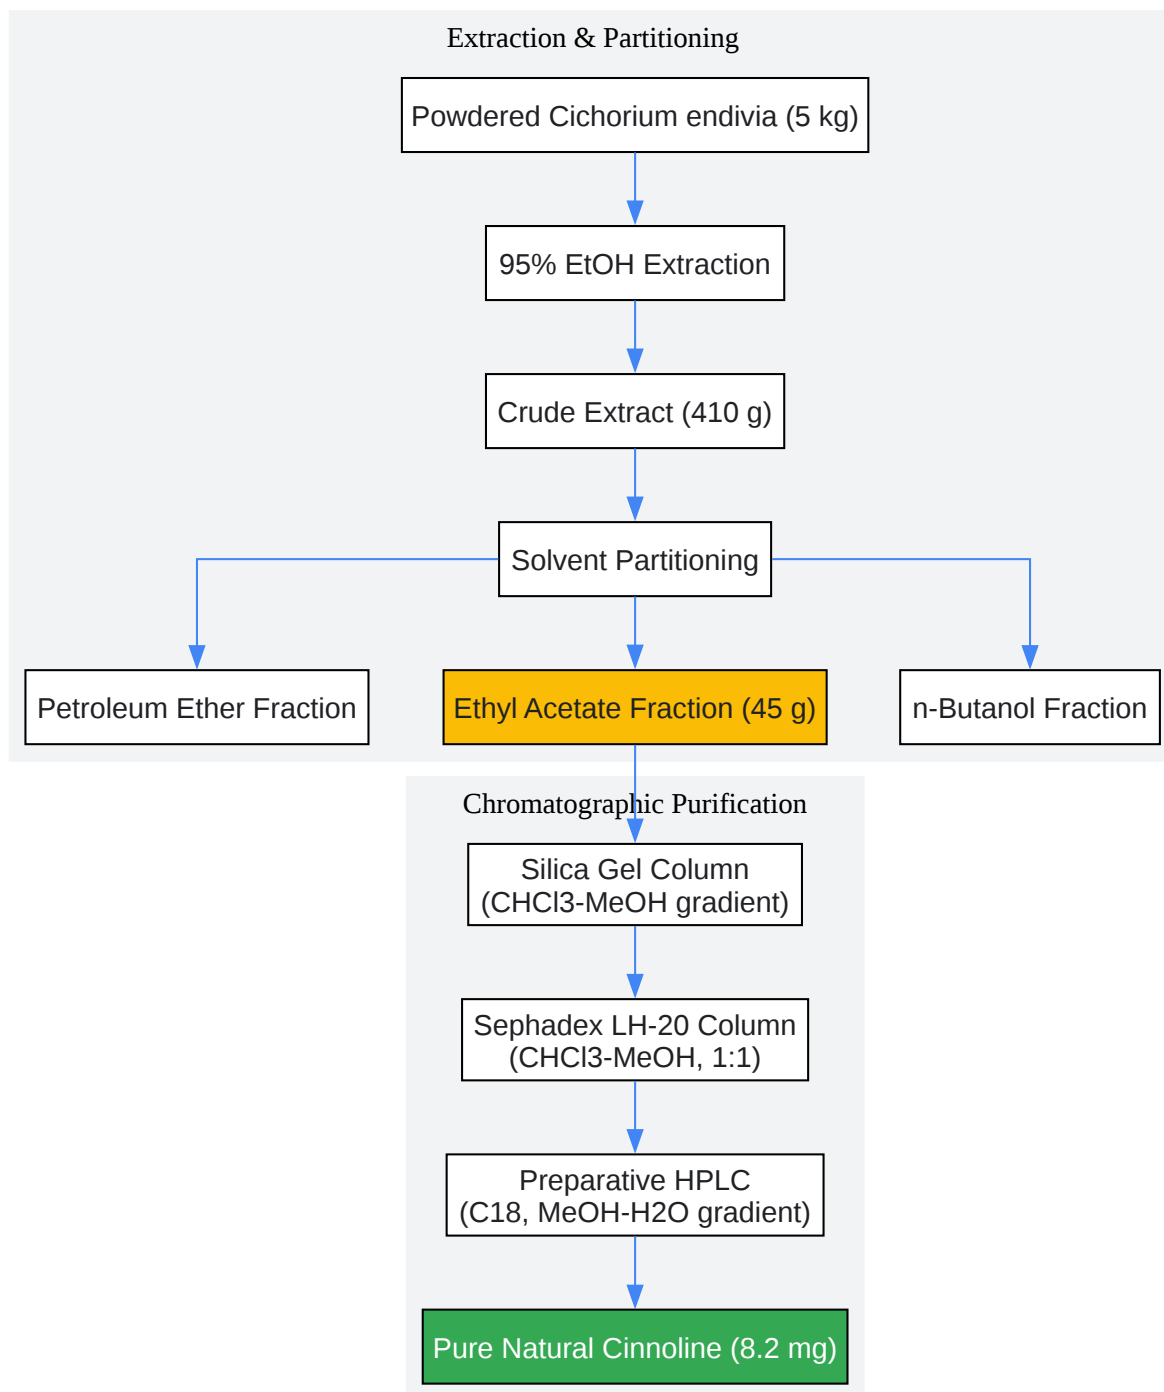 Extraction & Partitioning
Powdered Cichorium endivia (5 kg)
95% EtOH Extraction
Crude Extract (410 g)
Solvent Partitioning
Petroleum Ether Fraction
Ethyl Acetate Fraction (45 g)
n-Butanol Fraction
Chromatographic Purification
Silica Gel Column
(CHCl3-MeOH gradient)
Sephadex LH-20 Column
(CHCl3-MeOH, 1:1)
Preparative HPLC
(C18, MeOH-H2O gradient)
Pure Natural Cinnoline (8.2 mg)